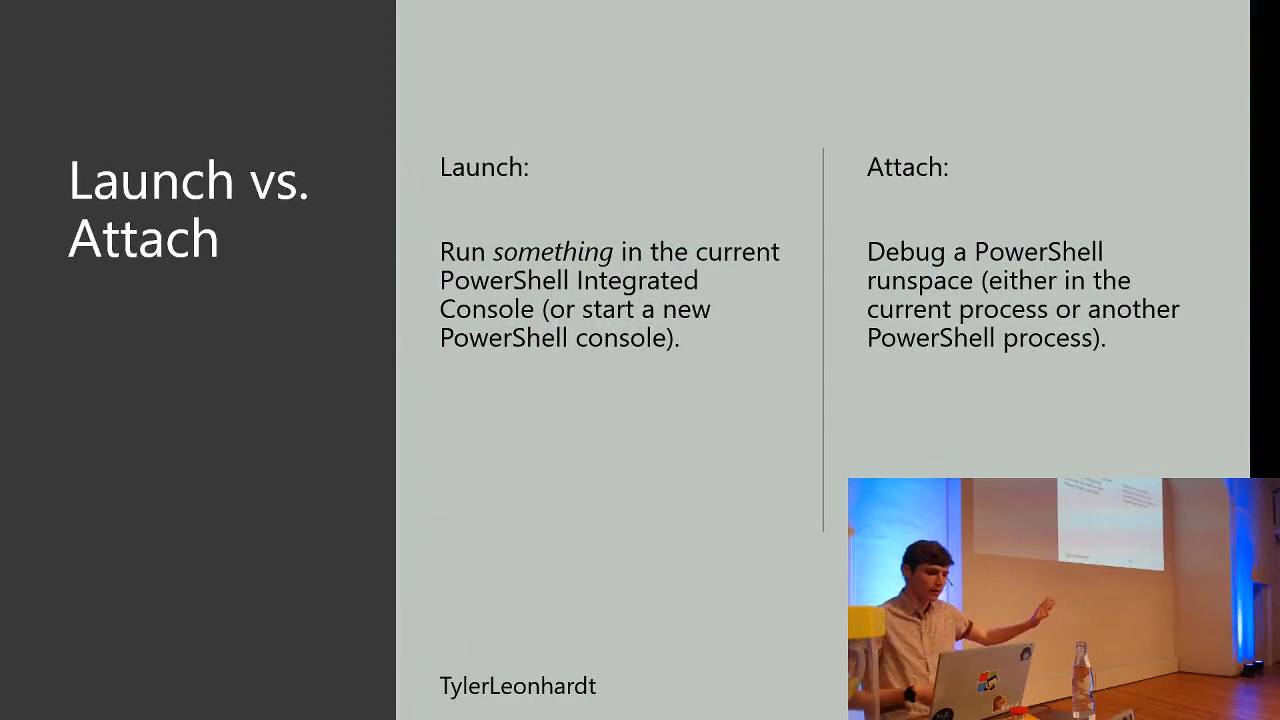 Launch vs.
Attach
Launch:
Run something in the current
PowerShell Integrated
Console (or start a new
PowerShell console).
Attach:
Debug a PowerShell
runspace (either in the
current process or another
PowerShell process).
TylerLeonhardt